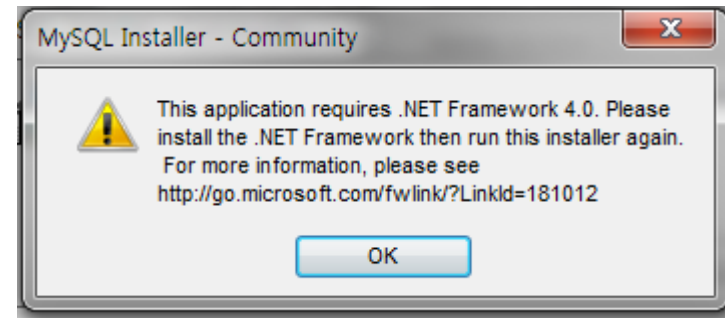 MySQL Installer - Community
This application requires .NET Framework 4.0. Please
install the .NET Framework then run this installer again.
For more information, please see
http://go.microsoft.com/fwlink/?LinkId=181012
OK